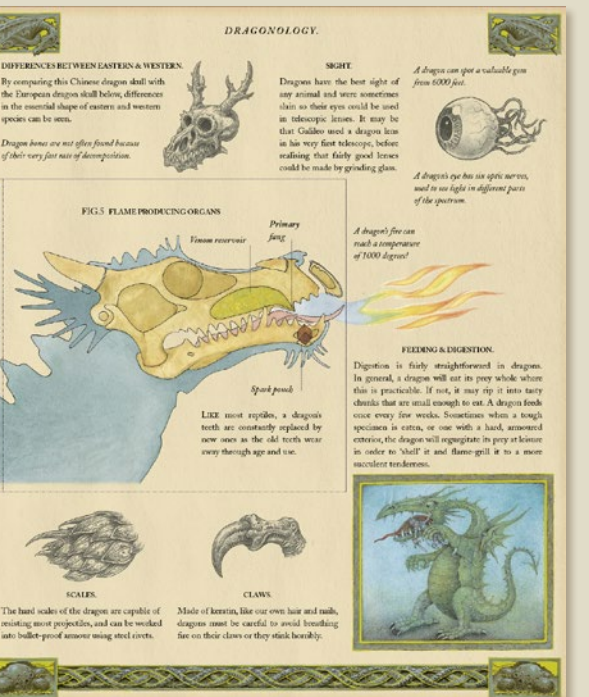 DRAGONOLOGY.
DIFFERENCES BETWEEN EASTERN & WESTERN.
By comparing this Chinese dragon skull with
the European dragon skull below, differences
in the essential shape of eastern and western
species can be seen.
Dragon bones are not often found because
of their very fast rate of decomposition.
SIGHT.
Dragons have the best sight of
any animal and were sometimes
slain so their eyes could be used
in telescopic lenses. It may be
that Galileo used a dragon lens
in his very first telescope, before
realising that fairly good lenses
could be made by grinding glass.
A dragon can spot a valuable gem
from 6000 feet.
A dragon's eye has six optic nerves,
used to see light in different parts
of the spectrum.
FIG.5 FLAME PRODUCING ORGANS
Venom reservoir
Primary
fang
A dragon's fire can
reach a temperature
of 1000 degrees!
Spark pouch
LIKE most reptiles, a dragon's
teeth are constantly replaced by
new ones as the old teeth wear
away through age and use.
FEEDING & DIGESTION.
Digestion is fairly straightforward in dragons.
In general, a dragon will eat its prey whole where
this is practicable. If not, it may rip it into tasty
chunks that are small enough to eat. A dragon feeds
once every few weeks. Sometimes when a tough
specimen is eaten, or one with a hard, armoured
exterior, the dragon will regurgitate its prey at leisure
in order to 'shell' it and flame-grill it to a more
succulent tenderness.
SCALES.
The hard scales of the dragon are capable of
resisting most projectiles, and can be worked
into bullet-proof armour using steel rivets.
CLAWS.
Made of keratin, like our own hair and nails,
dragons must be careful to avoid breathing
fire on their claws or they stink horribly.